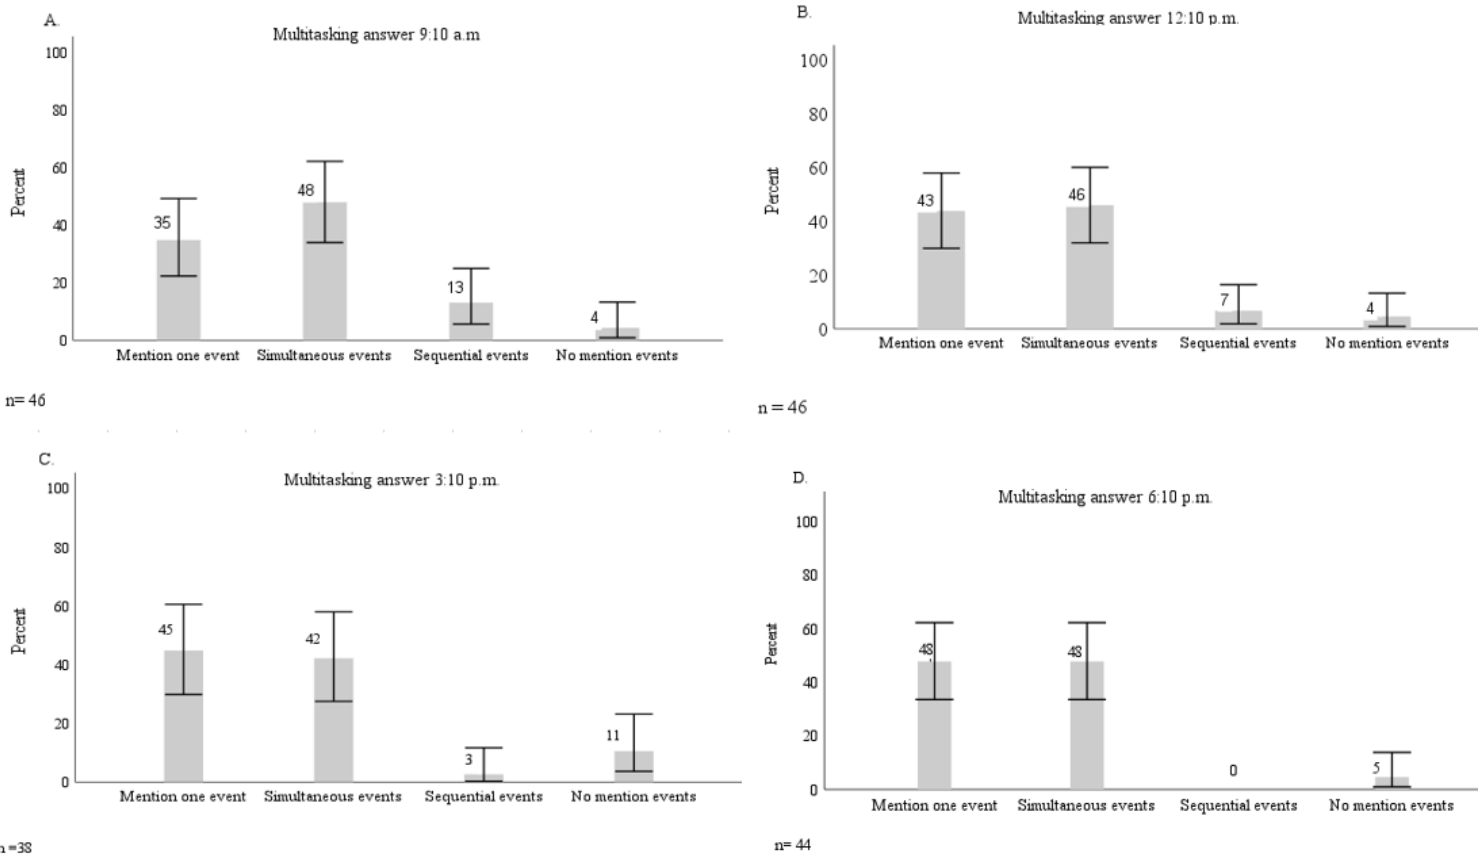 A.
Multitasking answer 9:10 a.m
100
80
60
40
20
0
Percent
35
48
13
4
Mention one event Simultaneous events Sequential events No mention events
n= 46
B.
Multitasking answer 12:10 p.m.
100
80
60
40
20
0
Percent
43
46
7
4
Mention one event Simultaneous events Sequential events No mention events
n = 46
C.
Multitasking answer 3:10 p.m.
100
80
60
40
20
0
Percent
45
42
3
11
Mention one event Simultaneous events Sequential events No mention events
n =38
D.
Multitasking answer 6:10 p.m.
100
80
60
40
20
0
Percent
48
48
0
5
Mention one event Simultaneous events Sequential events No mention events
n= 44